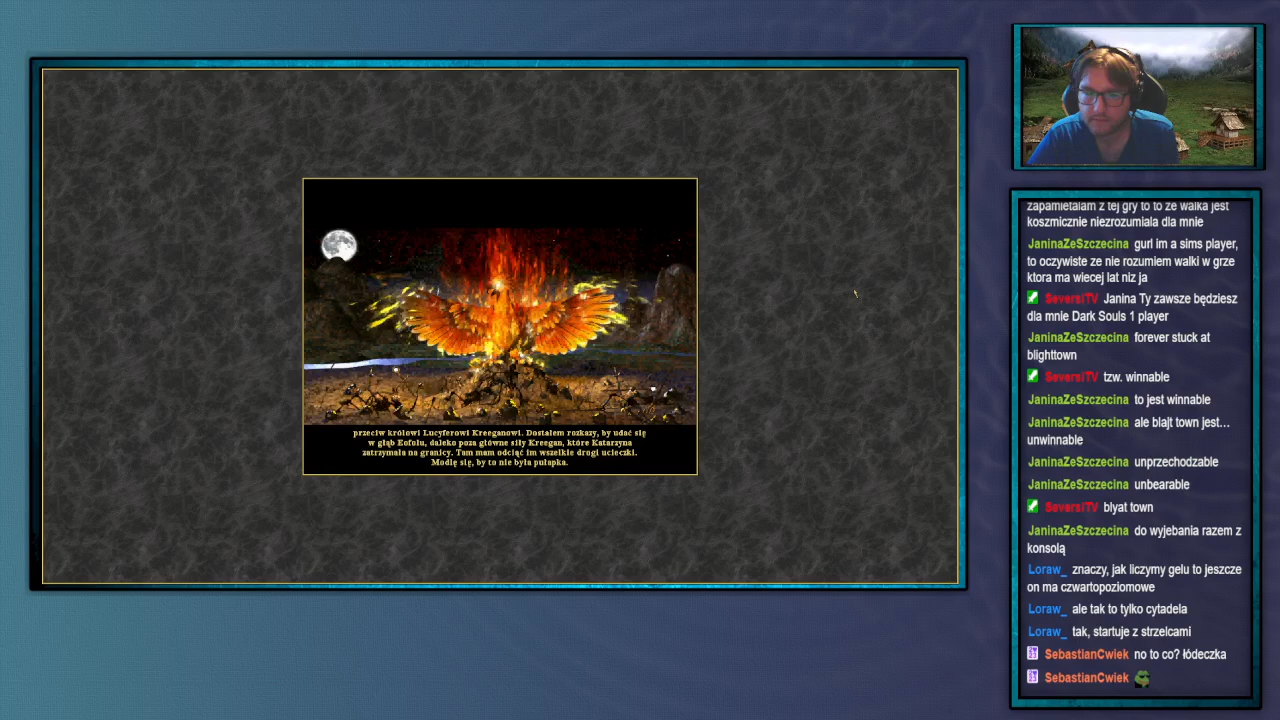 przeciw królowi Lucyferowi Kreeganowi. Dostałem rozkazy, by udać się
w głąb Eofolu, daleko poza główne siły Kreegan, które Katarzyna
zatrzymała na granicy. Tam mam odciąć im wszelkie drogi ucieczki.
Modlę się, by to nie była pułapka.
zapamietalam z tej gry to to ze walka jest
koszmicznie niezrozumiala dla mnie
JaninaZeSzczecina gurl im a sims player,
to oczywiste ze nie rozumiem walki w grze
ktora ma wiecej lat niz ja
SeversiTV Janina Ty zawsze będziesz
dla mnie Dark Souls 1 player
JaninaZeSzczecina forever stuck at
blighttown
SeversiTV tzw. winnable
JaninaZeSzczecina to jest winnable
JaninaZeSzczecina ale blajt town jest…
unwinnable
JaninaZeSzczecina unprzechodzable
JaninaZeSzczecina unbearable
SeversiTV blyat town
JaninaZeSzczecina do wyjebania razem z
konsolą
Loraw_ znaczy, jak liczymy gelu to jeszcze
on ma czwartopoziomowe
Loraw_ ale tak to tylko cytadela
Loraw_ tak, startuje z strzelcami
SebastianCwiek no to co? łódeczka
SebastianCwiek